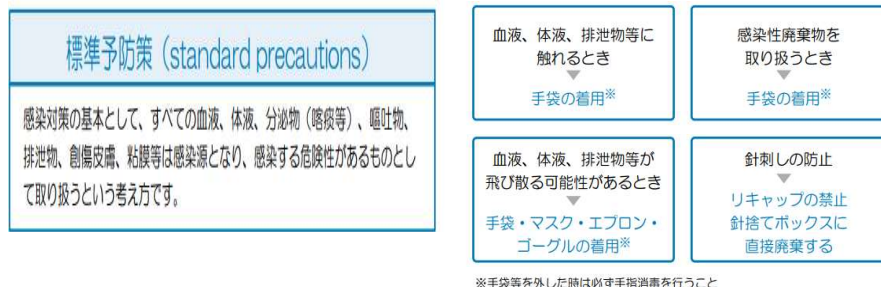 標準予防策（standard precautions）
感染対策の基本として、すべての血液、体液、分泌物（喀痰等）、嘔吐物、
排泄物、創傷皮膚、粘膜等は感染源となり、感染する危険性があるものとし
て取り扱うという考え方です。
血液、体液、排泄物等に
触れるとき
手袋の着用※
感染性廃棄物を
取り扱うとき
手袋の着用※
血液、体液、排泄物等が
飛び散る可能性があるとき
手袋・マスク・エプロン・
ゴーグルの着用※
針刺しの防止
リキャップの禁止
針捨てボックスに
直接廃棄する
※手袋等を外した時は必ず手指消毒を行うこと